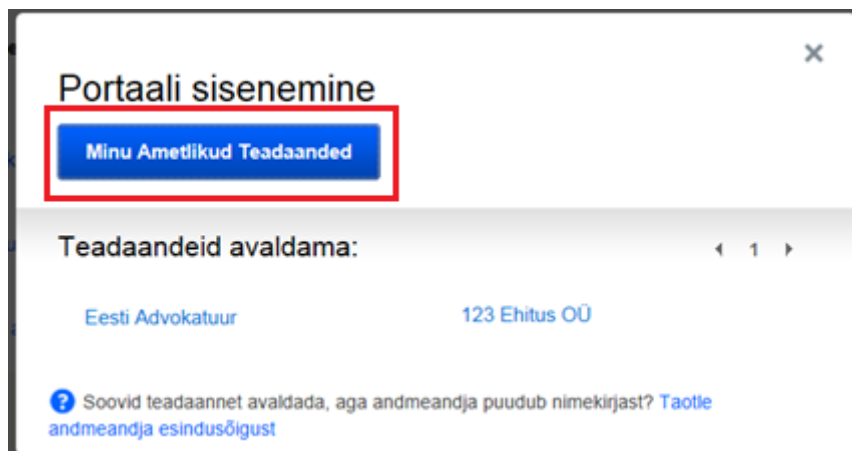 Portaali sisenemine
Minu Ametlikud Teadaanded
Teadaandeid avaldama:
1
Eesti Advokatuur
123 Ehitus OÜ
Soovid teadaannet avaldada, aga andmeandja puudub nimekirjast? Taotle
andmeandja esindusõigust